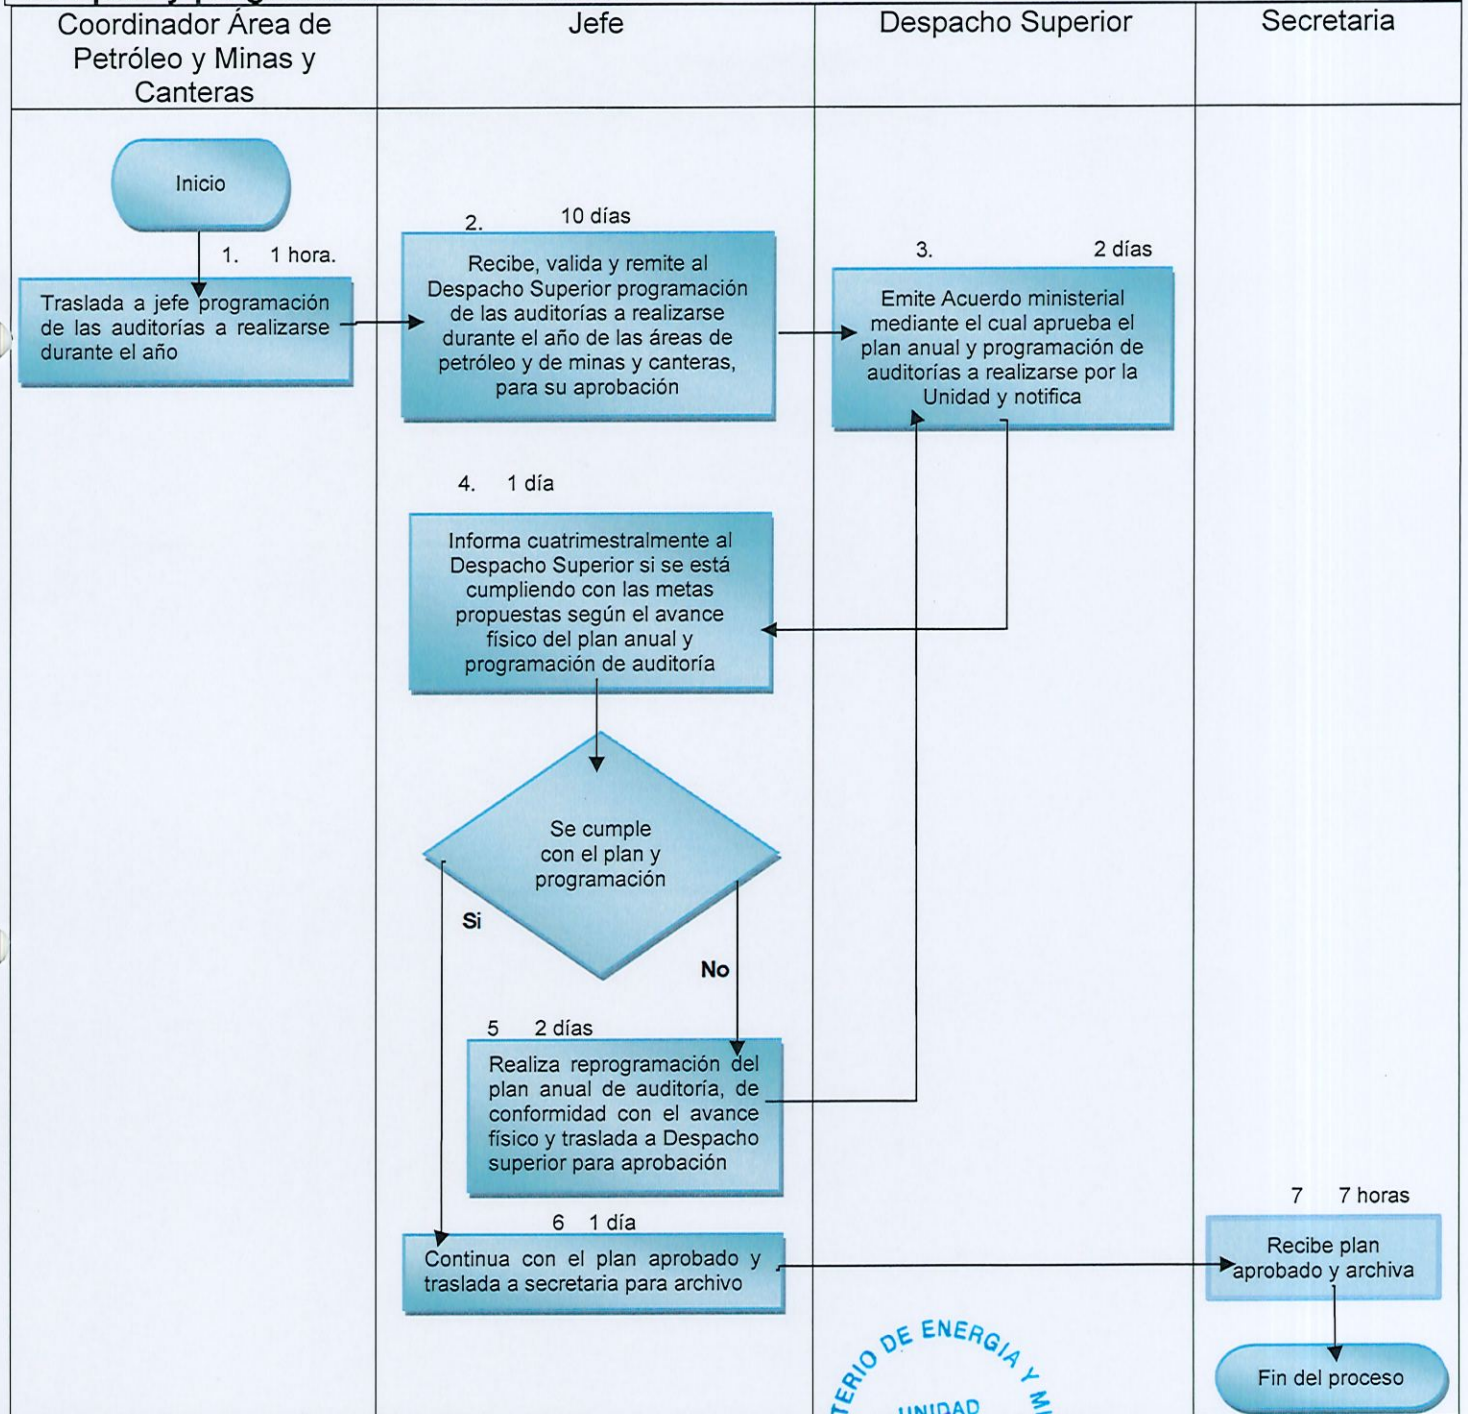 Coordinador Área de
Petróleo y Minas y
Canteras
Jefe
Despacho Superior
Secretaria
Inicio
1. 1 hora.
Traslada a jefe programación
de las auditorías a realizarse
durante el año
2. 10 días
Recibe, valida y remite al
Despacho Superior programación
de las auditorías a realizarse
durante el año de las áreas de
petróleo y de minas y canteras,
para su aprobación
3. 2 días
Emite Acuerdo ministerial
mediante el cual aprueba el
plan anual y programación de
auditorías a realizarse por la
Unidad y notifica
4. 1 día
Informa cuatrimestralmente al
Despacho Superior si se está
cumpliendo con las metas
propuestas según el avance
físico del plan anual y
programación de auditoría
Se cumple
con el plan y
programación
Si
No
5 2 días
Realiza reprogramación del
plan anual de auditoría, de
conformidad con el avance
físico y traslada a Despacho
superior para aprobación
6 1 día
Continua con el plan aprobado y
traslada a secretaria para archivo
7 7 horas
Recibe plan
aprobado y archiva
Fin del proceso
DE ENERGIA Y
UNIDAD